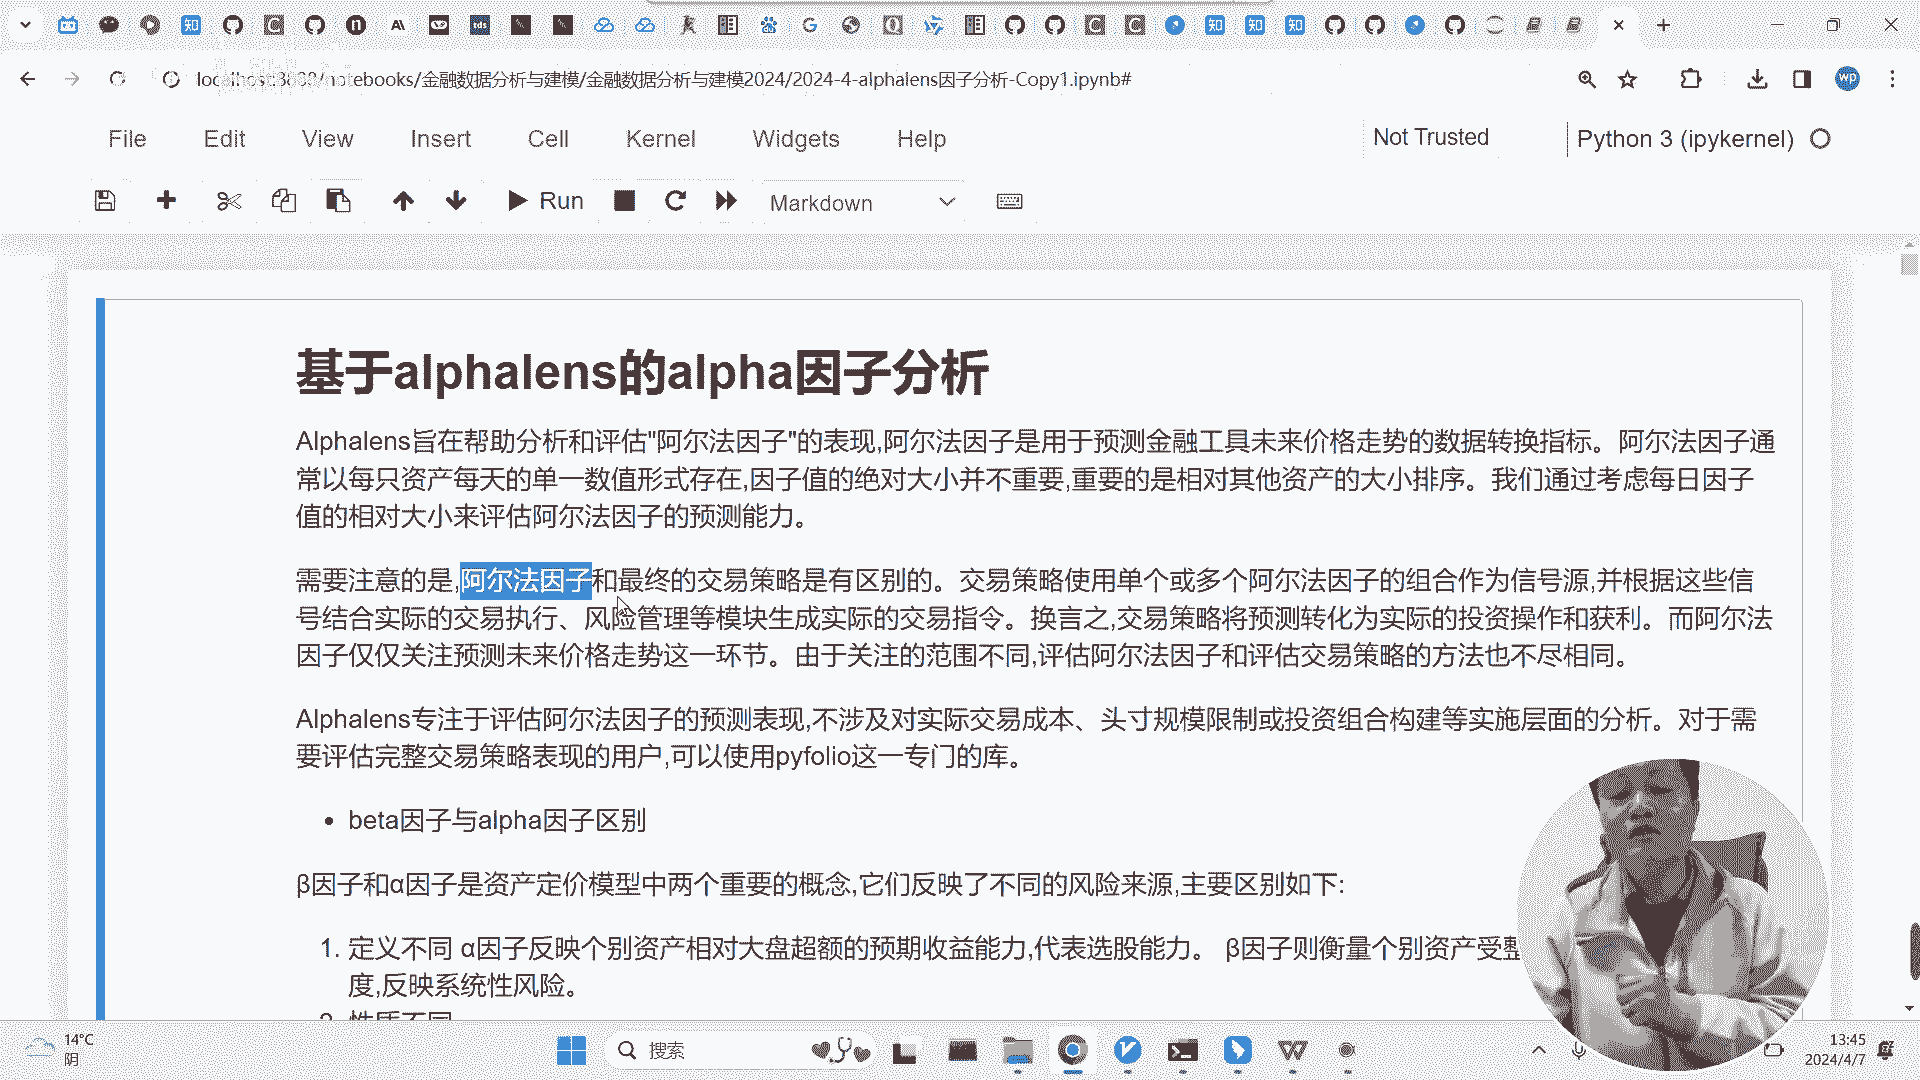 localhost:8888/notebooks/金融数据分析与建模/金融数据分析与建模2024/2024-4-alphalens因子分析-Copy1.ipynb#
File Edit View Insert Cell Kernel Widgets Help Not Trusted Python 3 (ipykernel)
Run Markdown
基于alphalens的alpha因子分析
Alphalens旨在帮助分析和评估"阿尔法因子"的表现,阿尔法因子是用于预测金融工具未来价格走势的数据转换指标。阿尔法因子通
常以每只资产每天的单一数值形式存在,因子值的绝对大小并不重要,重要的是相对其他资产的大小排序。我们通过考虑每日因子
值的相对大小来评估阿尔法因子的预测能力。
需要注意的是,阿尔法因子和最终的交易策略是有区别的。交易策略使用单个或多个阿尔法因子的组合作为信号源,并根据这些信
号结合实际的交易执行、风险管理等模块生成实际的交易指令。换言之,交易策略将预测转化为实际的投资操作和获利。而阿尔法
因子仅仅关注预测未来价格走势这一环节。由于关注的范围不同,评估阿尔法因子和评估交易策略的方法也不尽相同。
Alphalens专注于评估阿尔法因子的预测表现,不涉及对实际交易成本、头寸规模限制或投资组合构建等实施层面的分析。对于需
要评估完整交易策略表现的用户,可以使用pyfolio这一专门的库。
• beta因子与alpha因子区别
β因子和α因子是资产定价模型中两个重要的概念,它们反映了不同的风险来源,主要区别如下:
1. 定义不同 α因子反映个别资产相对大盘超额的预期收益能力,代表选股能力。 β因子则衡量个别资产受整
度,反映系统性风险。
2. 性质不同
14°C
阴
搜索
13:45
2024/4/7